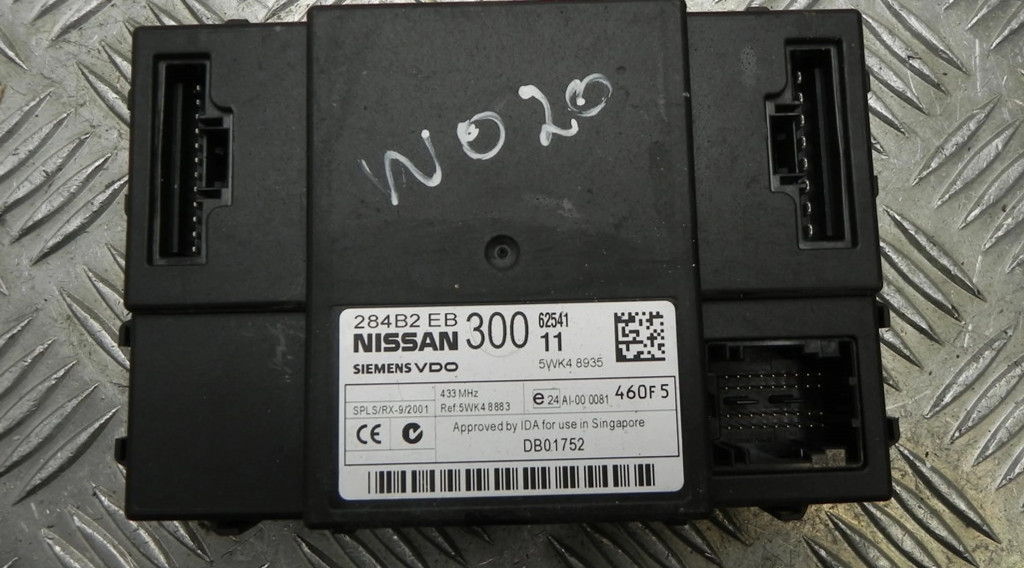 WO20
284B2 EB 300 62541
NISSAN 11
SIEMENS VDO 5WK4 8935
433 MHz
SPLS/RX-9/2001 Ref:5WK4 8883 e 24 AI-00 0081 460F5
CE Approved by IDA for use in Singapore
DB01752